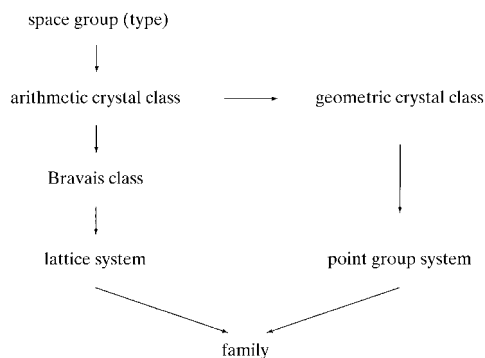 space group (type)
arithmetic crystal class
geometric crystal class
Bravais class
lattice system
point group system
family